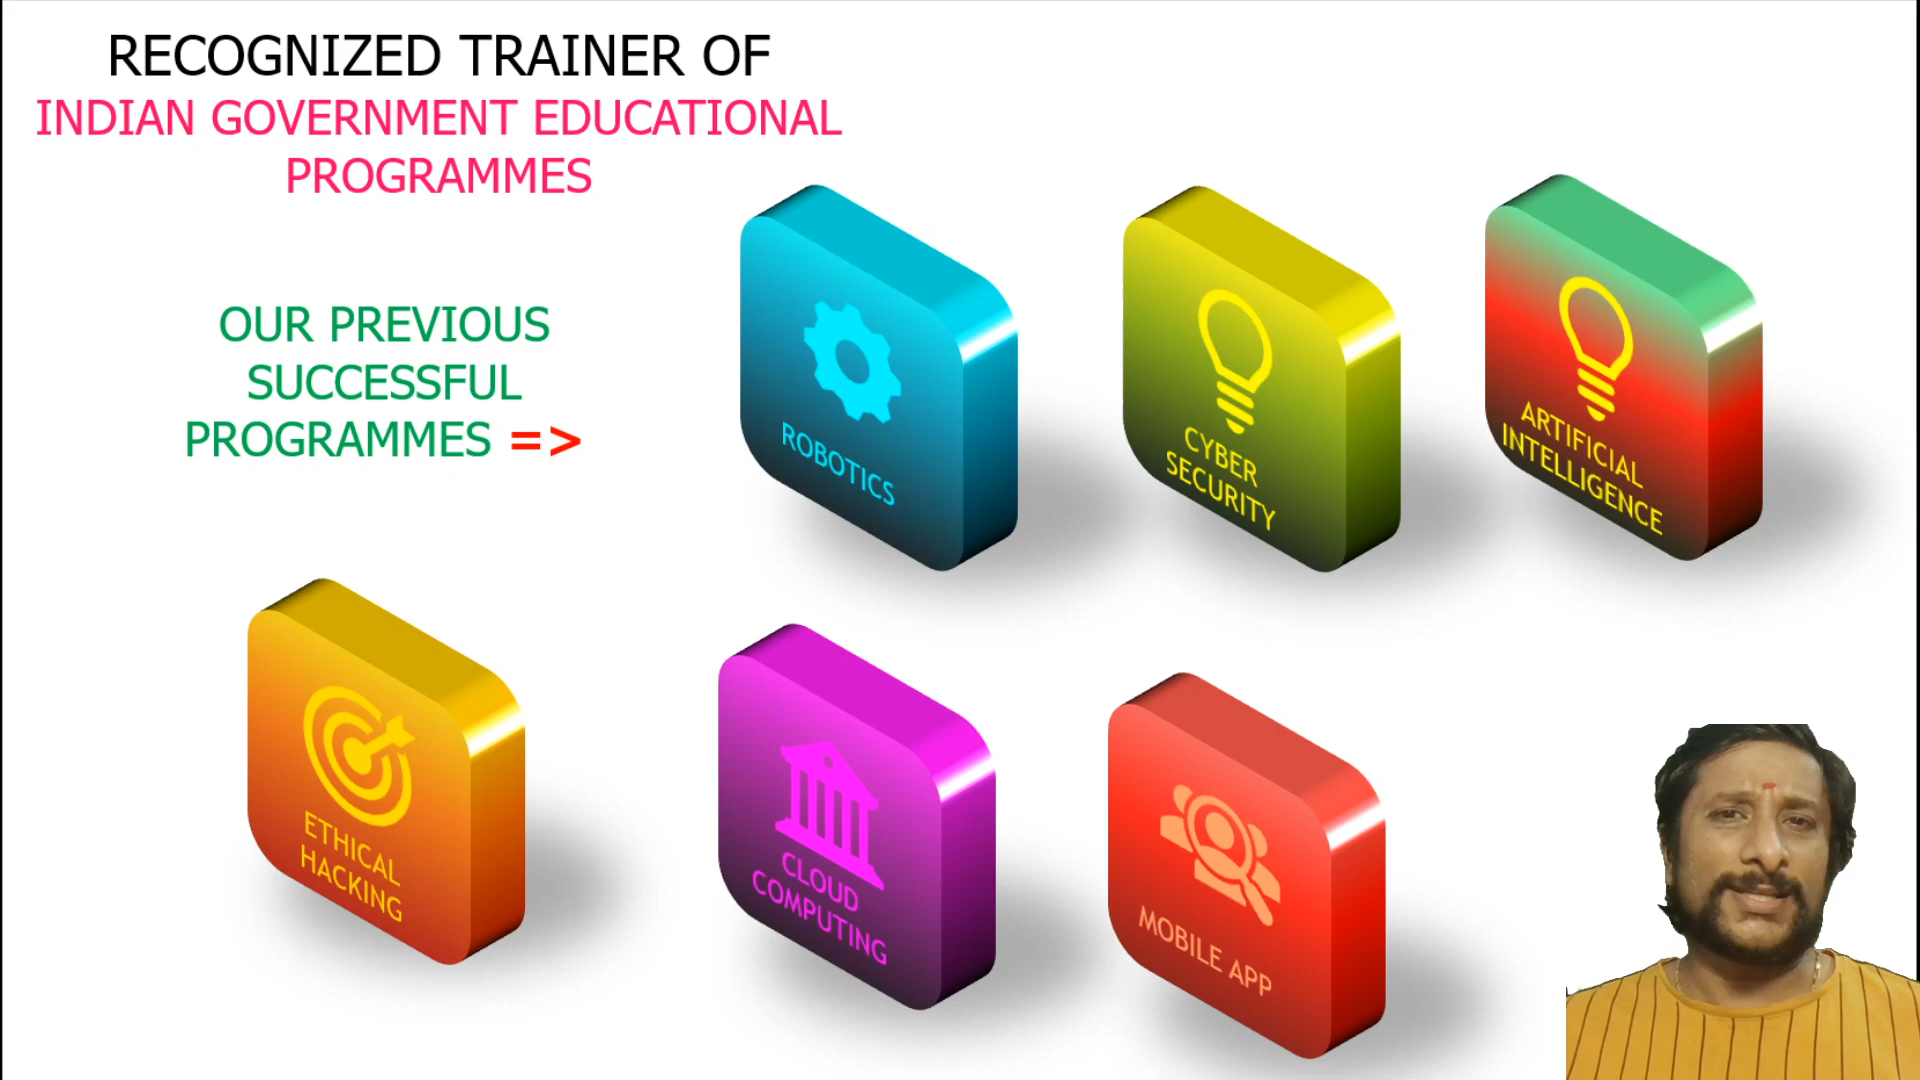 RECOGNIZED TRAINER OF
INDIAN GOVERNMENT EDUCATIONAL
PROGRAMMES
OUR PREVIOUS
SUCCESSFUL
PROGRAMMES =>
ROBOTICS
CYBER
SECURITY
ARTIFICIAL
INTELLIGENCE
ETHICAL
HACKING
CLOUD
COMPUTING
MOBILE APP